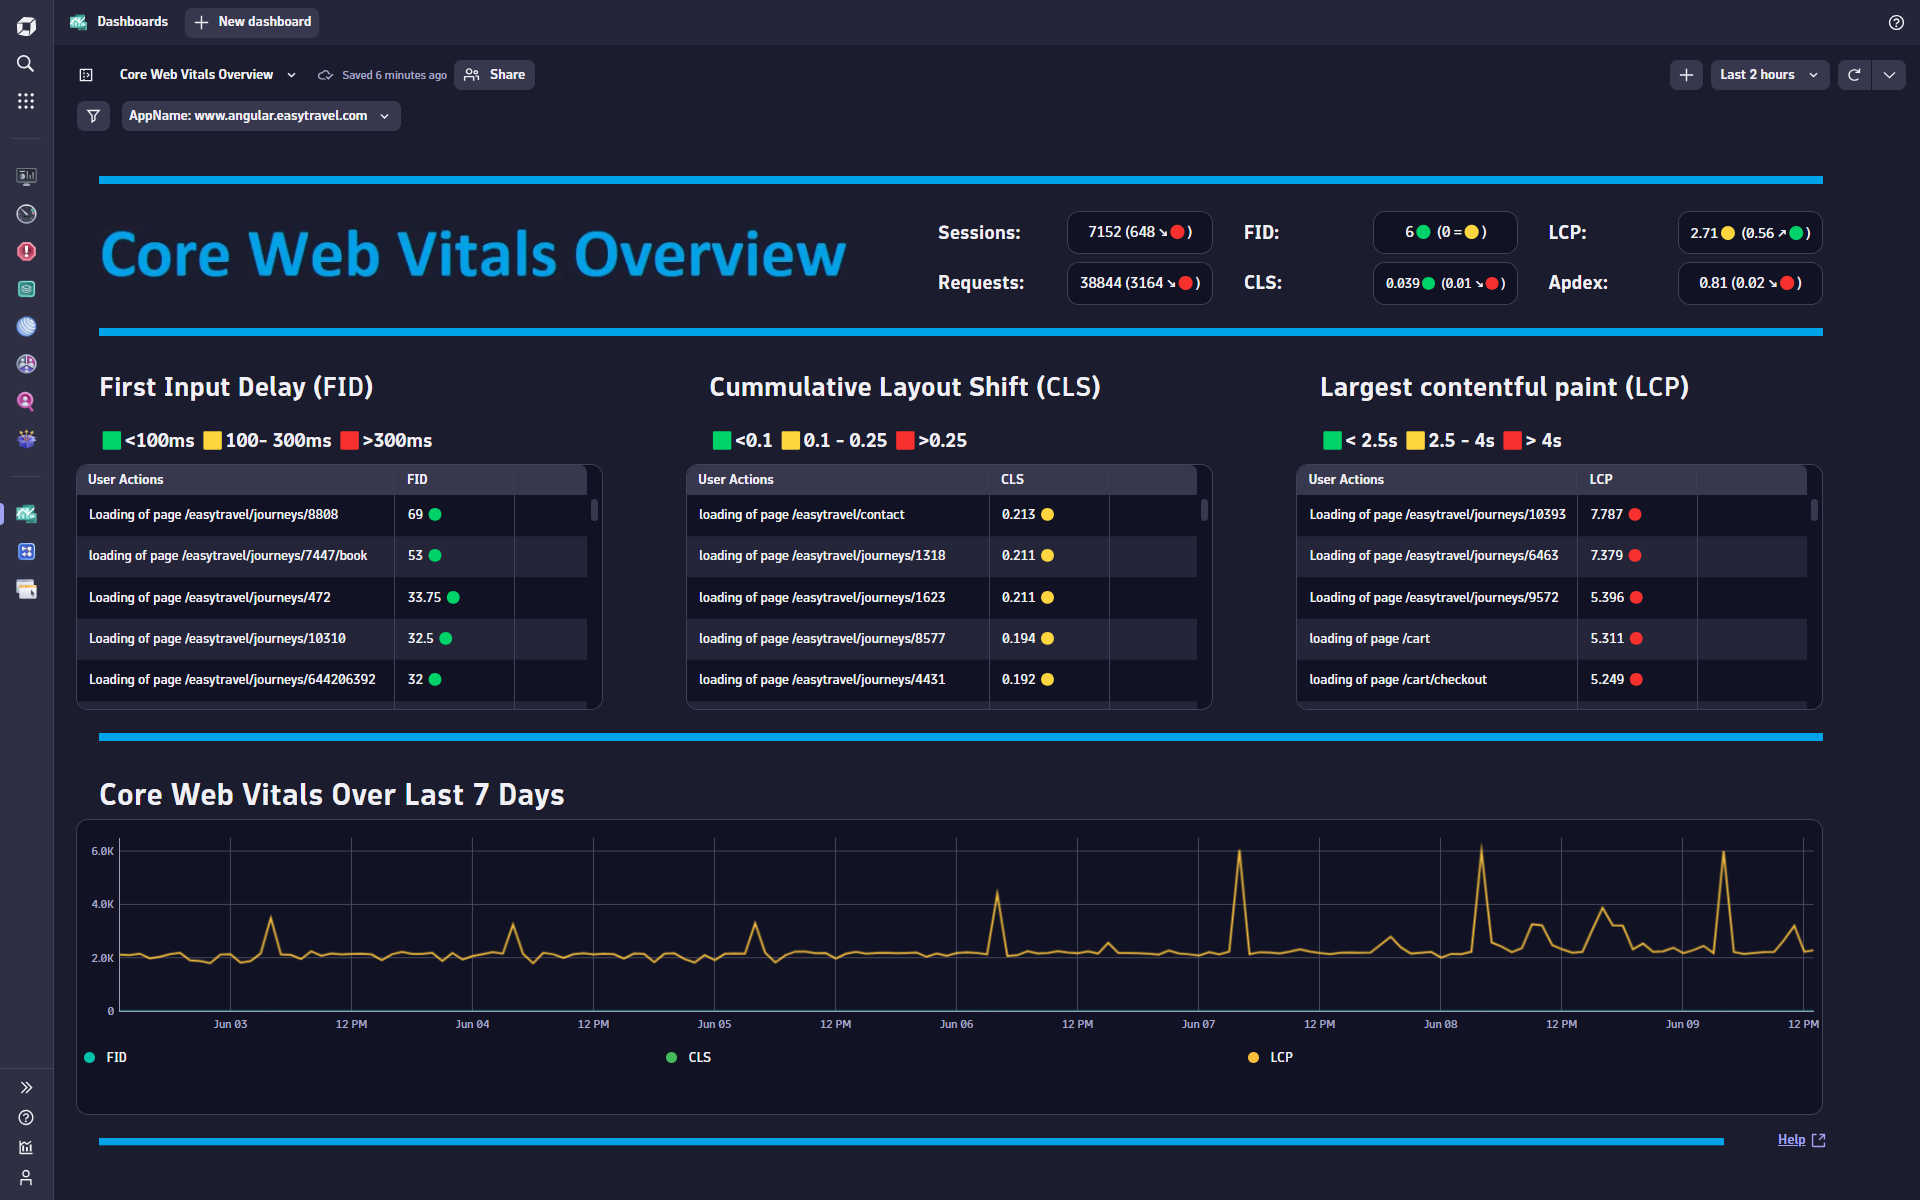 Dashboards
New dashboard
Core Web Vitals Overview
Saved 6 minutes ago
Share
Last 2 hours
AppName: www.angular.easytravel.com
Core Web Vitals Overview
Sessions: 7152 (648 ↘ 🔴)
FID: 6 🟢 (0 = 🟡)
LCP: 2.71 🟡 (0.56 ↗ 🟢)
Requests: 38844 (3164 ↘ 🔴)
CLS: 0.039 🟢 (0.01 ↘ 🔴)
Apdex: 0.81 (0.02 ↘ 🔴)
First Input Delay (FID)
🟩 <100ms 🟨 100- 300ms 🟥 >300ms
User Actions FID
Loading of page /easytravel/journeys/8808 69 🟢
loading of page /easytravel/journeys/7447/book 53 🟢
Loading of page /easytravel/journeys/472 33.75 🟢
Loading of page /easytravel/journeys/10310 32.5 🟢
Loading of page /easytravel/journeys/644206392 32 🟢
Cummulative Layout Shift (CLS)
🟩 <0.1 🟨 0.1 - 0.25 🟥 >0.25
User Actions CLS
loading of page /easytravel/contact 0.213 🟡
loading of page /easytravel/journeys/1318 0.211 🟡
loading of page /easytravel/journeys/1623 0.211 🟡
loading of page /easytravel/journeys/8577 0.194 🟡
loading of page /easytravel/journeys/4431 0.192 🟡
Largest contentful paint (LCP)
🟩 < 2.5s 🟨 2.5 - 4s 🟥 > 4s
User Actions LCP
Loading of page /easytravel/journeys/10393 7.787 🔴
Loading of page /easytravel/journeys/6463 7.379 🔴
Loading of page /easytravel/journeys/9572 5.396 🔴
loading of page /cart 5.311 🔴
loading of page /cart/checkout 5.249 🔴
Core Web Vitals Over Last 7 Days
6.0K
4.0K
2.0K
0
Jun 03 12 PM Jun 04 12 PM Jun 05 12 PM Jun 06 12 PM Jun 07 12 PM Jun 08 12 PM Jun 09 12 PM
FID CLS LCP
Help